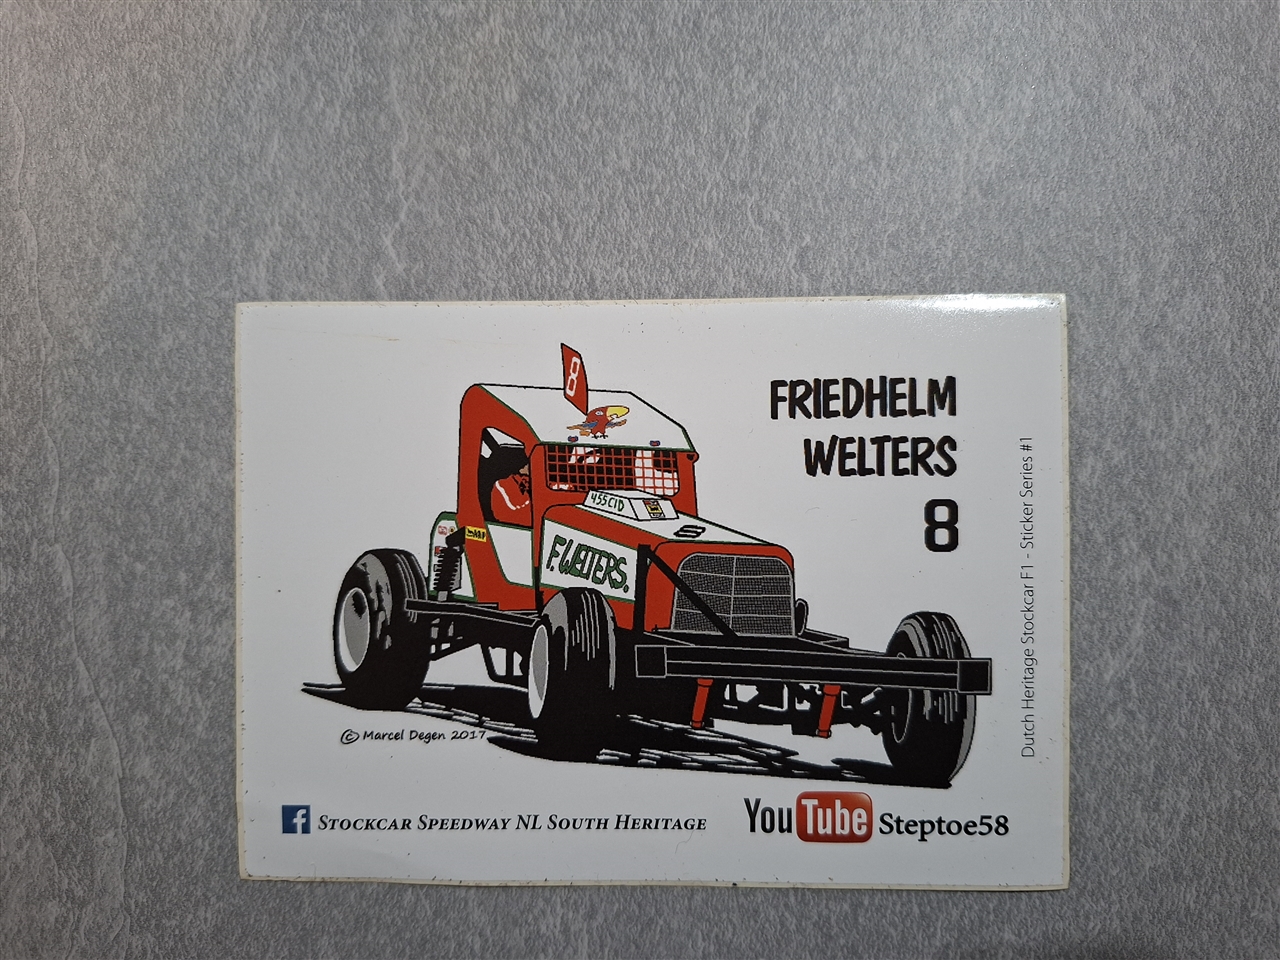 8
FRIEDHELM
WELTERS
8
455CID
8
F. WELTERS.
© Marcel Degen 2017
Dutch Heritage Stockcar F1 - Sticker Series #1
f STOCKCAR SPEEDWAY NL SOUTH HERITAGE
YouTube Steptoe58